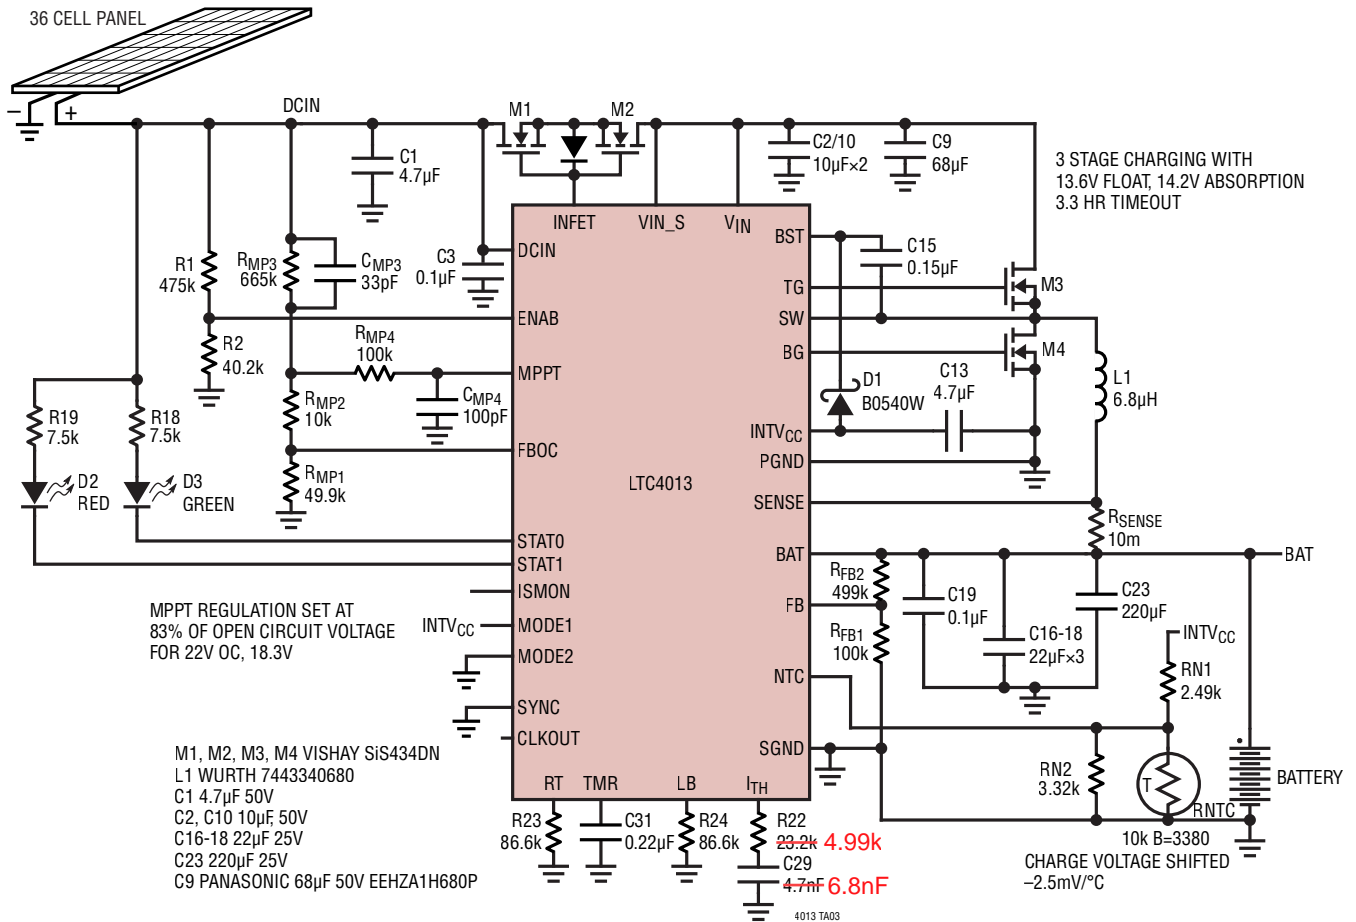 36 CELL PANEL
–
+
DCIN
M1
M2
C1
4.7µF
C2/10
10µF×2
C9
68µF
3 STAGE CHARGING WITH
13.6V FLOAT, 14.2V ABSORPTION
3.3 HR TIMEOUT
INFET
VIN_S
VIN
DCIN
C3
0.1µF
BST
C15
0.15µF
R1
475k
RMP3
665k
CMP3
33pF
TG
M3
ENAB
SW
R2
40.2k
RMP4
100k
BG
M4
MPPT
CMP4
100pF
D1
B0540W
C13
4.7µF
L1
6.8µH
R19
7.5k
R18
7.5k
RMP2
10k
INTVCC
FBOC
PGND
D2
RED
D3
GREEN
RMP1
49.9k
LTC4013
SENSE
RSENSE
10m
STAT0
STAT1
BAT
BAT
ISMON
RFB2
499k
C19
0.1µF
C23
220µF
MPPT REGULATION SET AT
83% OF OPEN CIRCUIT VOLTAGE
FOR 22V OC, 18.3V
INTVCC
MODE1
FB
RFB1
100k
C16-18
22µF×3
INTVCC
MODE2
NTC
RN1
2.49k
SYNC
CLKOUT
SGND
M1, M2, M3, M4 VISHAY SiS434DN
L1 WURTH 7443340680
C1 4.7µF 50V
C2, C10 10µF, 50V
C16-18 22µF 25V
C23 220µF 25V
C9 PANASONIC 68µF 50V EEHZA1H680P
RT
TMR
LB
ITH
RN2
3.32k
T
RNTC
BATTERY
R23
86.6k
C31
0.22µF
R24
86.6k
R22
23.2k 4.99k
C29
4.7nF 6.8nF
10k B=3380
CHARGE VOLTAGE SHIFTED
–2.5mV/°C
4013 TA03